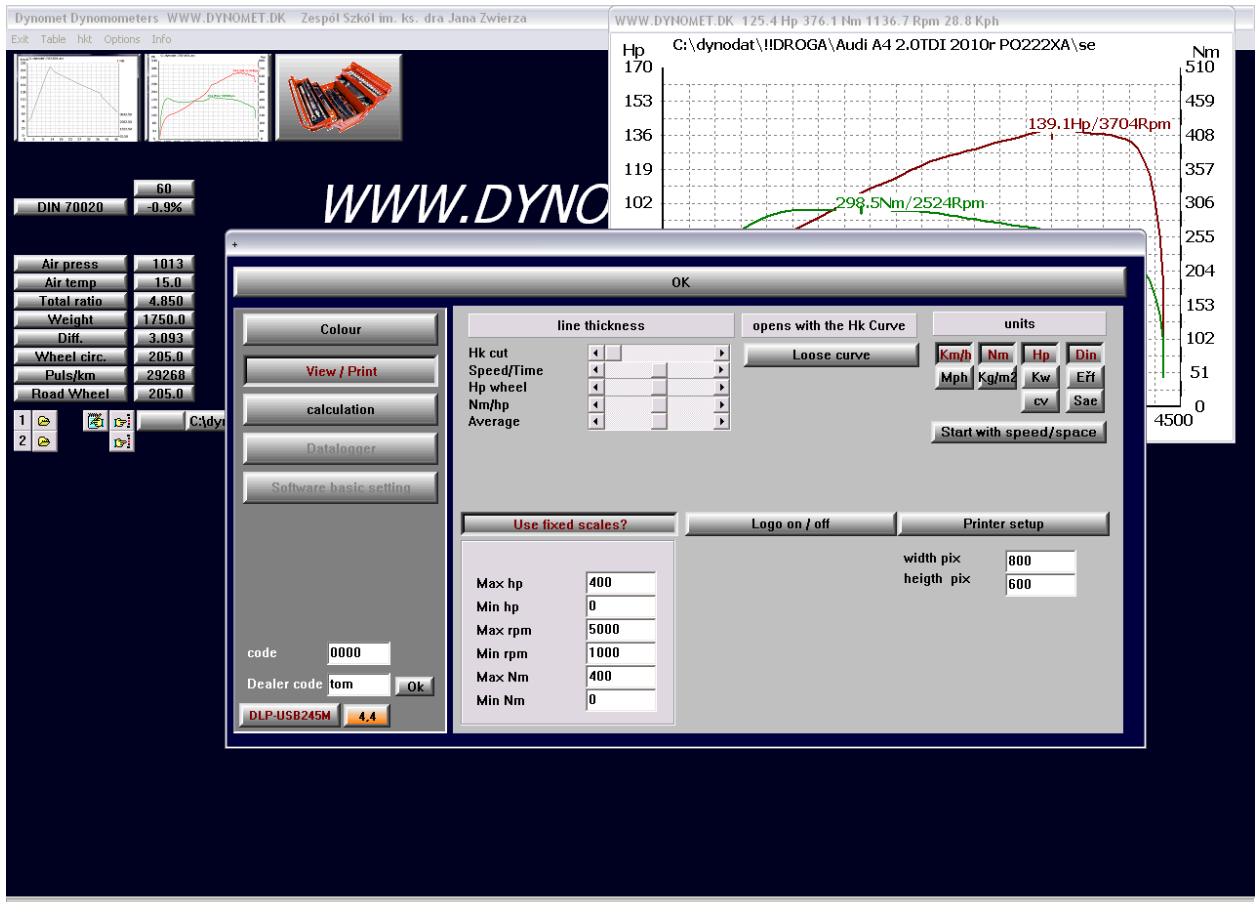 Dynomet Dynomometers WWW.DYNOMET.DK Zespól Szkól im. ks. dra Jana Zwierza
Exit Table hkt Options Info
WWW.DYNOMET.DK 125.4 Hp 376.1 Nm 1136.7 Rpm 28.8 Kph
Hp C:\dynodat\!!DROGA\Audi A4 2.0TDI 2010r PO222XA\se Nm
170 510
153 459
139.1Hp/3704Rpm
136 408
119 357
102 306
298.5Nm/2524Rpm
255
204
153
102
51
0
4500
60
DIN 70020 -0.9%
WWW.DYNO
Air press 1013
Air temp 15.0
Total ratio 4.850
Weight 1750.0
Diff. 3.093
Wheel circ. 205.0
Puls/km 29268
Road Wheel 205.0
1 C:\dyn
2
+
OK
Colour
View / Print
calculation
Datalogger
Software basic setting
code 0000
Dealer code tom Ok
DLP-USB245M 4,4
line thickness
Hk cut
Speed/Time
Hp wheel
Nm/hp
Average
opens with the Hk Curve
Loose curve
units
Km/h Nm Hp Din
Mph Kg/m2 Kw Eří
cv Sae
Start with speed/space
Use fixed scales? Logo on / off Printer setup
Max hp 400
Min hp 0
Max rpm 5000
Min rpm 1000
Max Nm 400
Min Nm 0
width pix 800
heigth pix 600